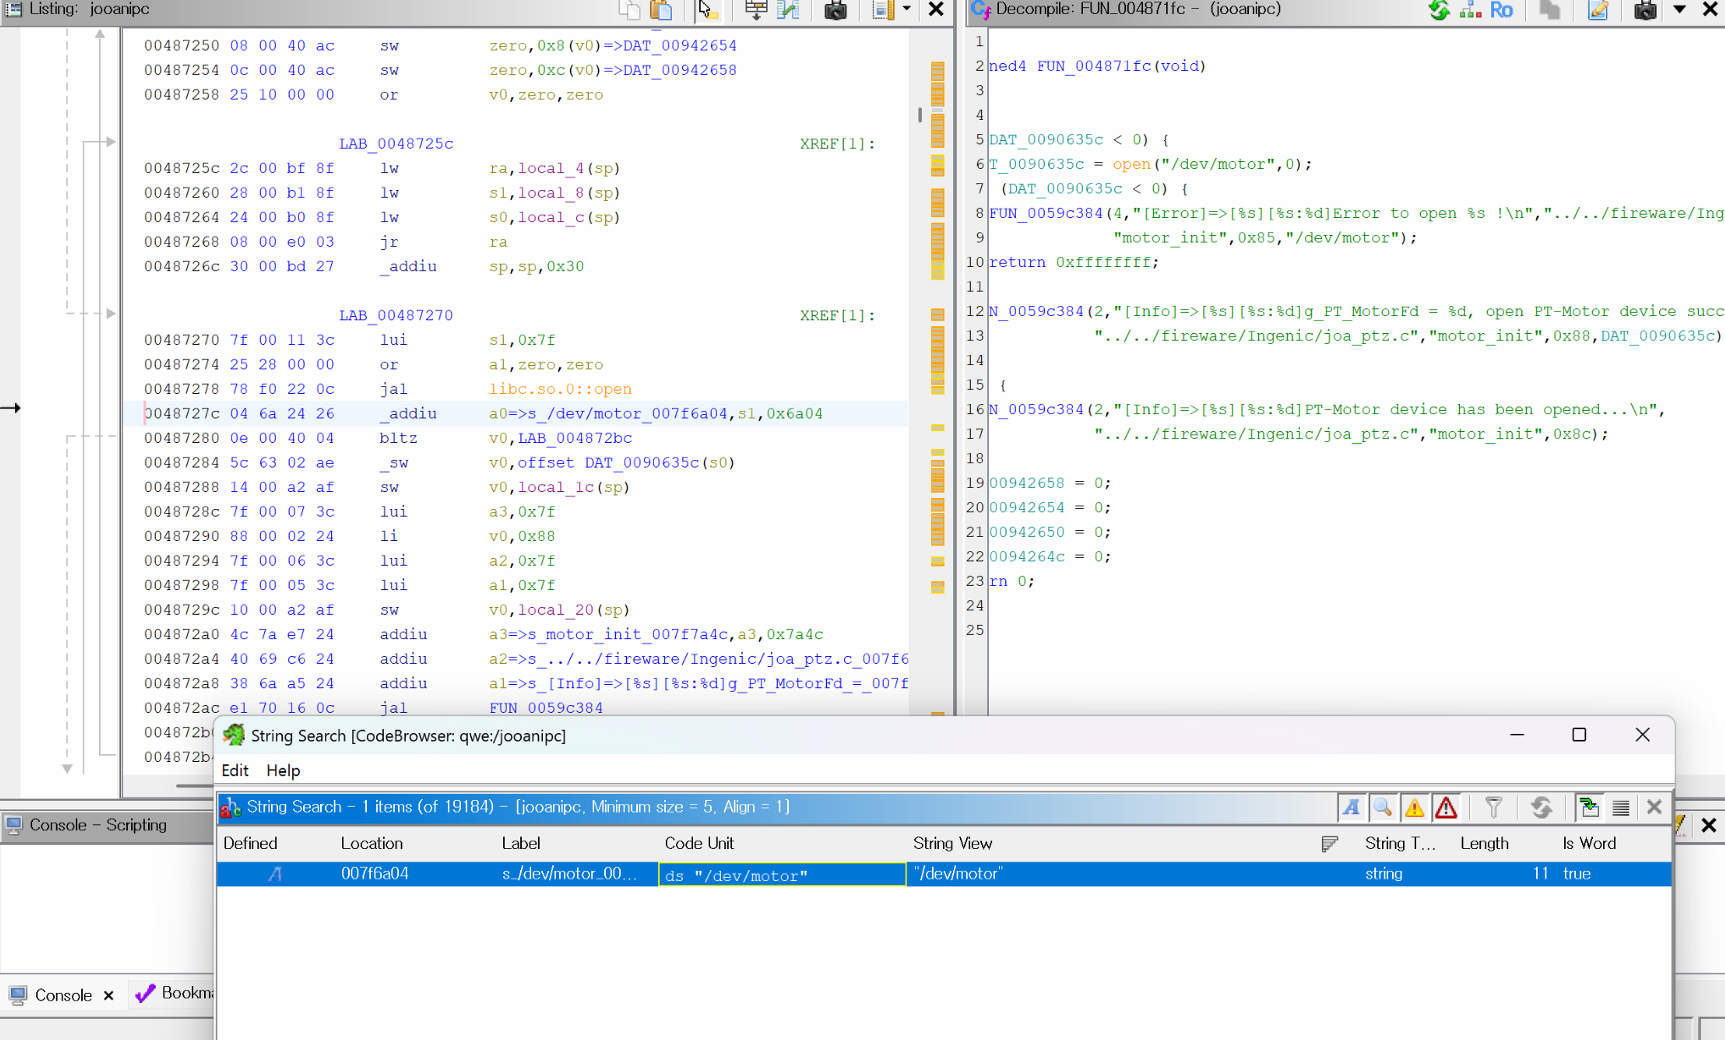 Listing: jooanipc
00487250 08 00 40 ac sw zero,0x8(v0)=>DAT_00942654
00487254 0c 00 40 ac sw zero,0xc(v0)=>DAT_00942658
00487258 25 10 00 00 or v0,zero,zero
LAB_0048725c XREF[1]:
0048725c 2c 00 bf 8f lw ra,local_4(sp)
00487260 28 00 b1 8f lw s1,local_8(sp)
00487264 24 00 b0 8f lw s0,local_c(sp)
00487268 08 00 e0 03 jr ra
0048726c 30 00 bd 27 _addiu sp,sp,0x30
LAB_00487270 XREF[1]:
00487270 7f 00 11 3c lui s1,0x7f
00487274 25 28 00 00 or a1,zero,zero
00487278 78 f0 22 0c jal libc.so.0::open
0048727c 04 6a 24 26 _addiu a0=>s_/dev/motor_007f6a04,s1,0x6a04
00487280 0e 00 40 04 bltz v0,LAB_004872bc
00487284 5c 63 02 ae _sw v0,offset DAT_0090635c(s0)
00487288 14 00 a2 af sw v0,local_1c(sp)
0048728c 7f 00 07 3c lui a3,0x7f
00487290 88 00 02 24 li v0,0x88
00487294 7f 00 06 3c lui a2,0x7f
00487298 7f 00 05 3c lui a1,0x7f
0048729c 10 00 a2 af sw v0,local_20(sp)
004872a0 4c 7a e7 24 addiu a3=>s_motor_init_007f7a4c,a3,0x7a4c
004872a4 40 69 c6 24 addiu a2=>s_../../fireware/Ingenic/joa_ptz.c_007f6
004872a8 38 6a a5 24 addiu a1=>s_[Info]=>[%s][%s:%d]g_PT_MotorFd_=_007f
004872ac e1 70 16 0c jal FUN_0059c384
004872b
004872b
Decompile: FUN_004871fc - (jooanipc)
Ro
1
2 ned4 FUN_004871fc(void)
3
4
5 DAT_0090635c < 0) {
6 T_0090635c = open("/dev/motor",0);
7 (DAT_0090635c < 0) {
8 FUN_0059c384(4,"[Error]=>[%s][%s:%d]Error to open %s !\n","../../fireware/Ing
9 "motor_init",0x85,"/dev/motor");
10 return 0xffffffff;
11
12 N_0059c384(2,"[Info]=>[%s][%s:%d]g_PT_MotorFd = %d, open PT-Motor device succ
13 "../../fireware/Ingenic/joa_ptz.c","motor_init",0x88,DAT_0090635c)
14
15 {
16 N_0059c384(2,"[Info]=>[%s][%s:%d]PT-Motor device has been opened...\n",
17 "../../fireware/Ingenic/joa_ptz.c","motor_init",0x8c);
18
19 00942658 = 0;
20 00942654 = 0;
21 00942650 = 0;
22 0094264c = 0;
23 rn 0;
24
25
String Search [CodeBrowser: qwe:/jooanipc]
Edit Help
String Search - 1 items (of 19184) - [jooanipc, Minimum size = 5, Align = 1]
Defined Location Label Code Unit String View String T... Length Is Word
007f6a04 s_/dev/motor_00... ds "/dev/motor" "/dev/motor" string 11 true
Console - Scripting
Console Bookma